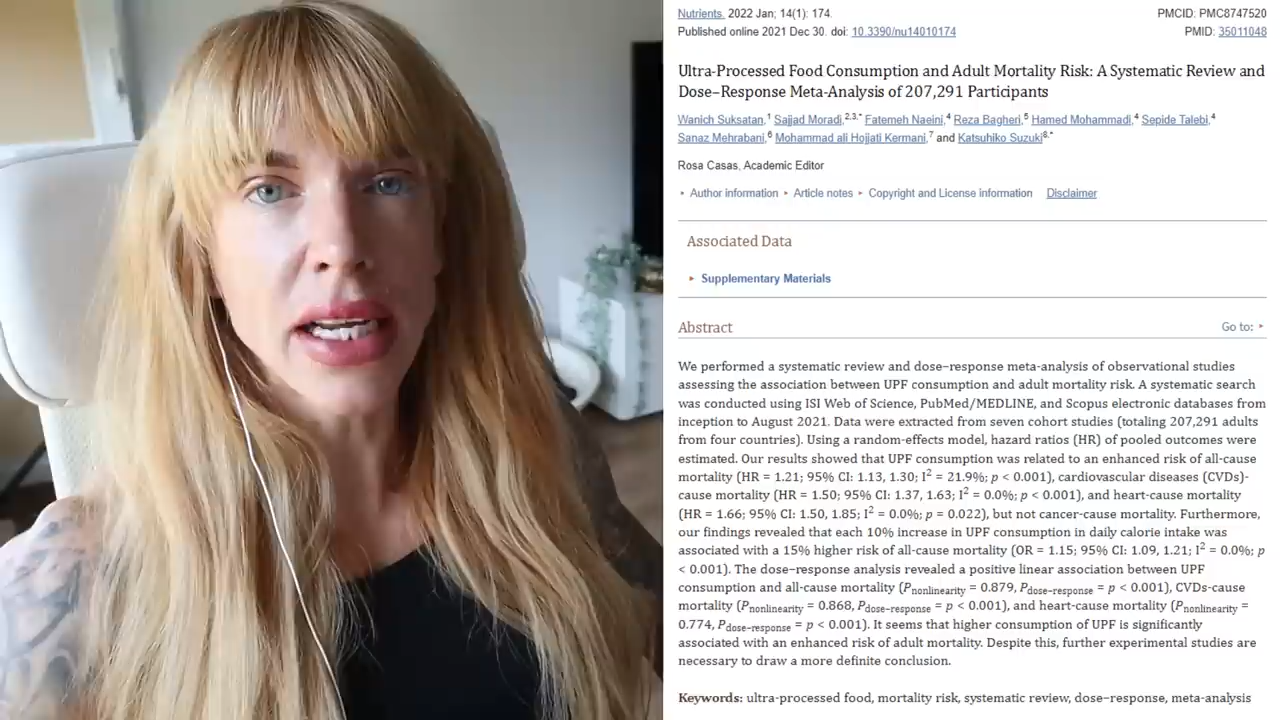 Nutrients. 2022 Jan; 14(1): 174.
PMCID: PMC8747520
Published online 2021 Dec 30. doi: 10.3390/nu14010174
PMID: 35011048
Ultra-Processed Food Consumption and Adult Mortality Risk: A Systematic Review and
Dose–Response Meta-Analysis of 207,291 Participants
Wanich Suksatan,1 Sajjad Moradi,2,3,* Fatemeh Naeini,4 Reza Bagheri,5 Hamed Mohammadi,4 Sepide Talebi,4
Sanaz Mehrabani,6 Mohammad ali Hojjati Kermani,7 and Katsuhiko Suzuki8,*
Rosa Casas, Academic Editor
▸ Author information ▸ Article notes ▸ Copyright and License information Disclaimer
Associated Data
▸ Supplementary Materials
Abstract
Go to: ▸
We performed a systematic review and dose–response meta-analysis of observational studies
assessing the association between UPF consumption and adult mortality risk. A systematic search
was conducted using ISI Web of Science, PubMed/MEDLINE, and Scopus electronic databases from
inception to August 2021. Data were extracted from seven cohort studies (totaling 207,291 adults
from four countries). Using a random-effects model, hazard ratios (HR) of pooled outcomes were
estimated. Our results showed that UPF consumption was related to an enhanced risk of all-cause
mortality (HR = 1.21; 95% CI: 1.13, 1.30; I2 = 21.9%; p < 0.001), cardiovascular diseases (CVDs)-
cause mortality (HR = 1.50; 95% CI: 1.37, 1.63; I2 = 0.0%; p < 0.001), and heart-cause mortality
(HR = 1.66; 95% CI: 1.50, 1.85; I2 = 0.0%; p = 0.022), but not cancer-cause mortality. Furthermore,
our findings revealed that each 10% increase in UPF consumption in daily calorie intake was
associated with a 15% higher risk of all-cause mortality (OR = 1.15; 95% CI: 1.09, 1.21; I2 = 0.0%; p
< 0.001). The dose–response analysis revealed a positive linear association between UPF
consumption and all-cause mortality (Pnonlinearity = 0.879, Pdose–response = p < 0.001), CVDs-cause
mortality (Pnonlinearity = 0.868, Pdose–response = p < 0.001), and heart-cause mortality (Pnonlinearity =
0.774, Pdose–response = p < 0.001). It seems that higher consumption of UPF is significantly
associated with an enhanced risk of adult mortality. Despite this, further experimental studies are
necessary to draw a more definite conclusion.
Keywords: ultra-processed food, mortality risk, systematic review, dose–response, meta-analysis